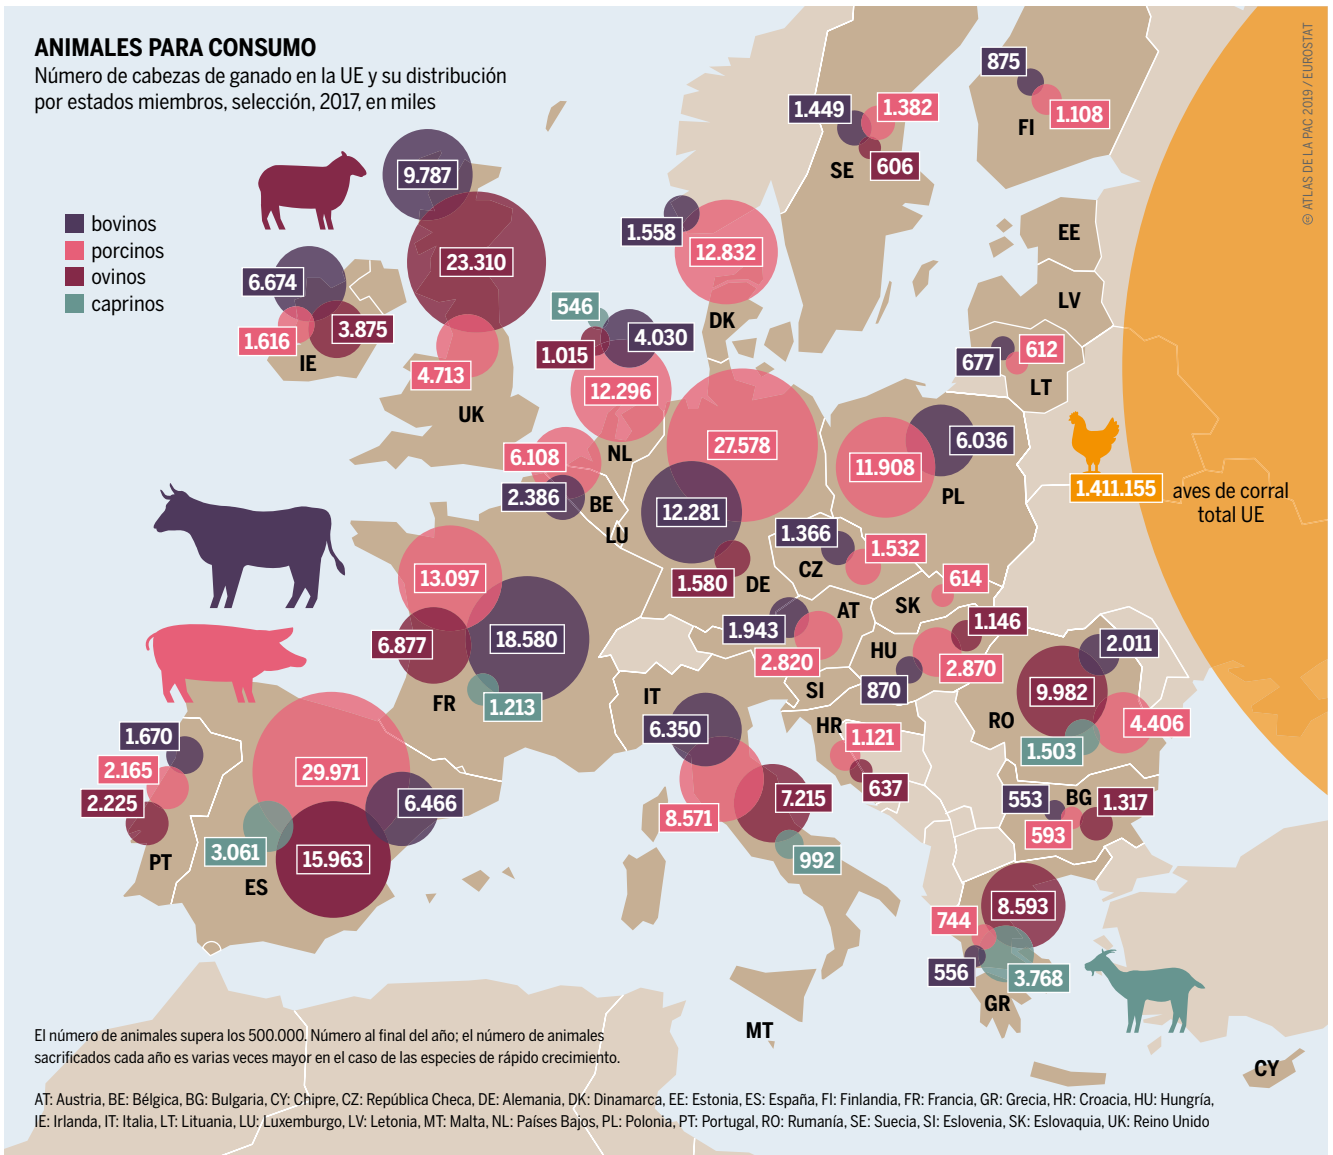 ANIMALES PARA CONSUMO
Número de cabezas de ganado en la UE y su distribución
por estados miembros, selección, 2017, en miles
bovinos
porcinos
ovinos
caprinos
© ATLAS DE LA PAC 2019 / EUROSTAT
875
1.108
FI
1.449
1.382
606
SE
9.787
23.310
4.713
UK
6.674
1.616
3.875
IE
1.558
12.832
DK
EE
LV
677
612
LT
546
4.030
1.015
12.296
NL
6.108
2.386
BE
LU
27.578
12.281
1.580
DE
6.036
11.908
PL
1.411.155
aves de corral
total UE
1.366
1.532
CZ
614
SK
13.097
6.877
18.580
1.213
FR
1.943
2.820
AT
1.146
2.870
870
HU
SI
2.011
9.982
4.406
1.503
RO
IT
6.350
8.571
7.215
992
HR
1.121
637
1.670
2.165
2.225
PT
29.971
6.466
3.061
15.963
ES
553
BG
1.317
593
8.593
744
556
3.768
GR
MT
CY
El número de animales supera los 500.000. Número al final del año; el número de animales
sacrificados cada año es varias veces mayor en el caso de las especies de rápido crecimiento.
AT: Austria, BE: Bélgica, BG: Bulgaria, CY: Chipre, CZ: República Checa, DE: Alemania, DK: Dinamarca, EE: Estonia, ES: España, FI: Finlandia, FR: Francia, GR: Grecia, HR: Croacia, HU: Hungría,
IE: Irlanda, IT: Italia, LT: Lituania, LU: Luxemburgo, LV: Letonia, MT: Malta, NL: Países Bajos, PL: Polonia, PT: Portugal, RO: Rumanía, SE: Suecia, SI: Eslovenia, SK: Eslovaquia, UK: Reino Unido